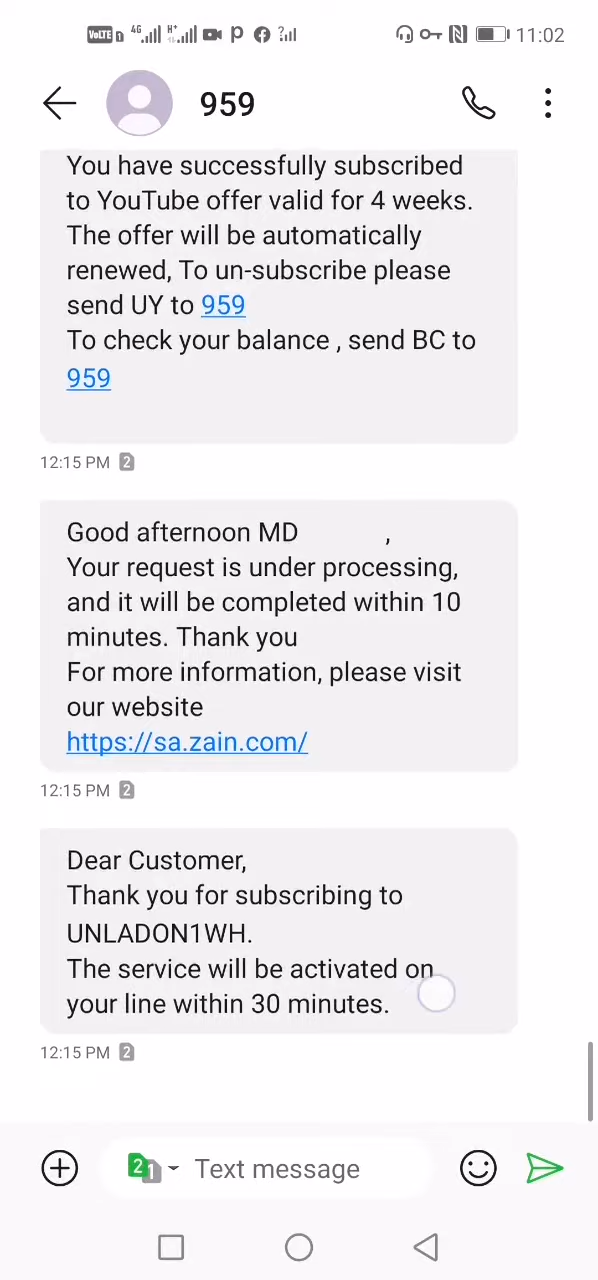 VoLTE 4G H+ ?
11:02
959
You have successfully subscribed
to YouTube offer valid for 4 weeks.
The offer will be automatically
renewed, To un-subscribe please
send UY to 959
To check your balance , send BC to
959
12:15 PM 2
Good afternoon MD ,
Your request is under processing,
and it will be completed within 10
minutes. Thank you
For more information, please visit
our website
https://sa.zain.com/
12:15 PM 2
Dear Customer,
Thank you for subscribing to
UNLADON1WH.
The service will be activated on
your line within 30 minutes.
12:15 PM 2
2 1 Text message